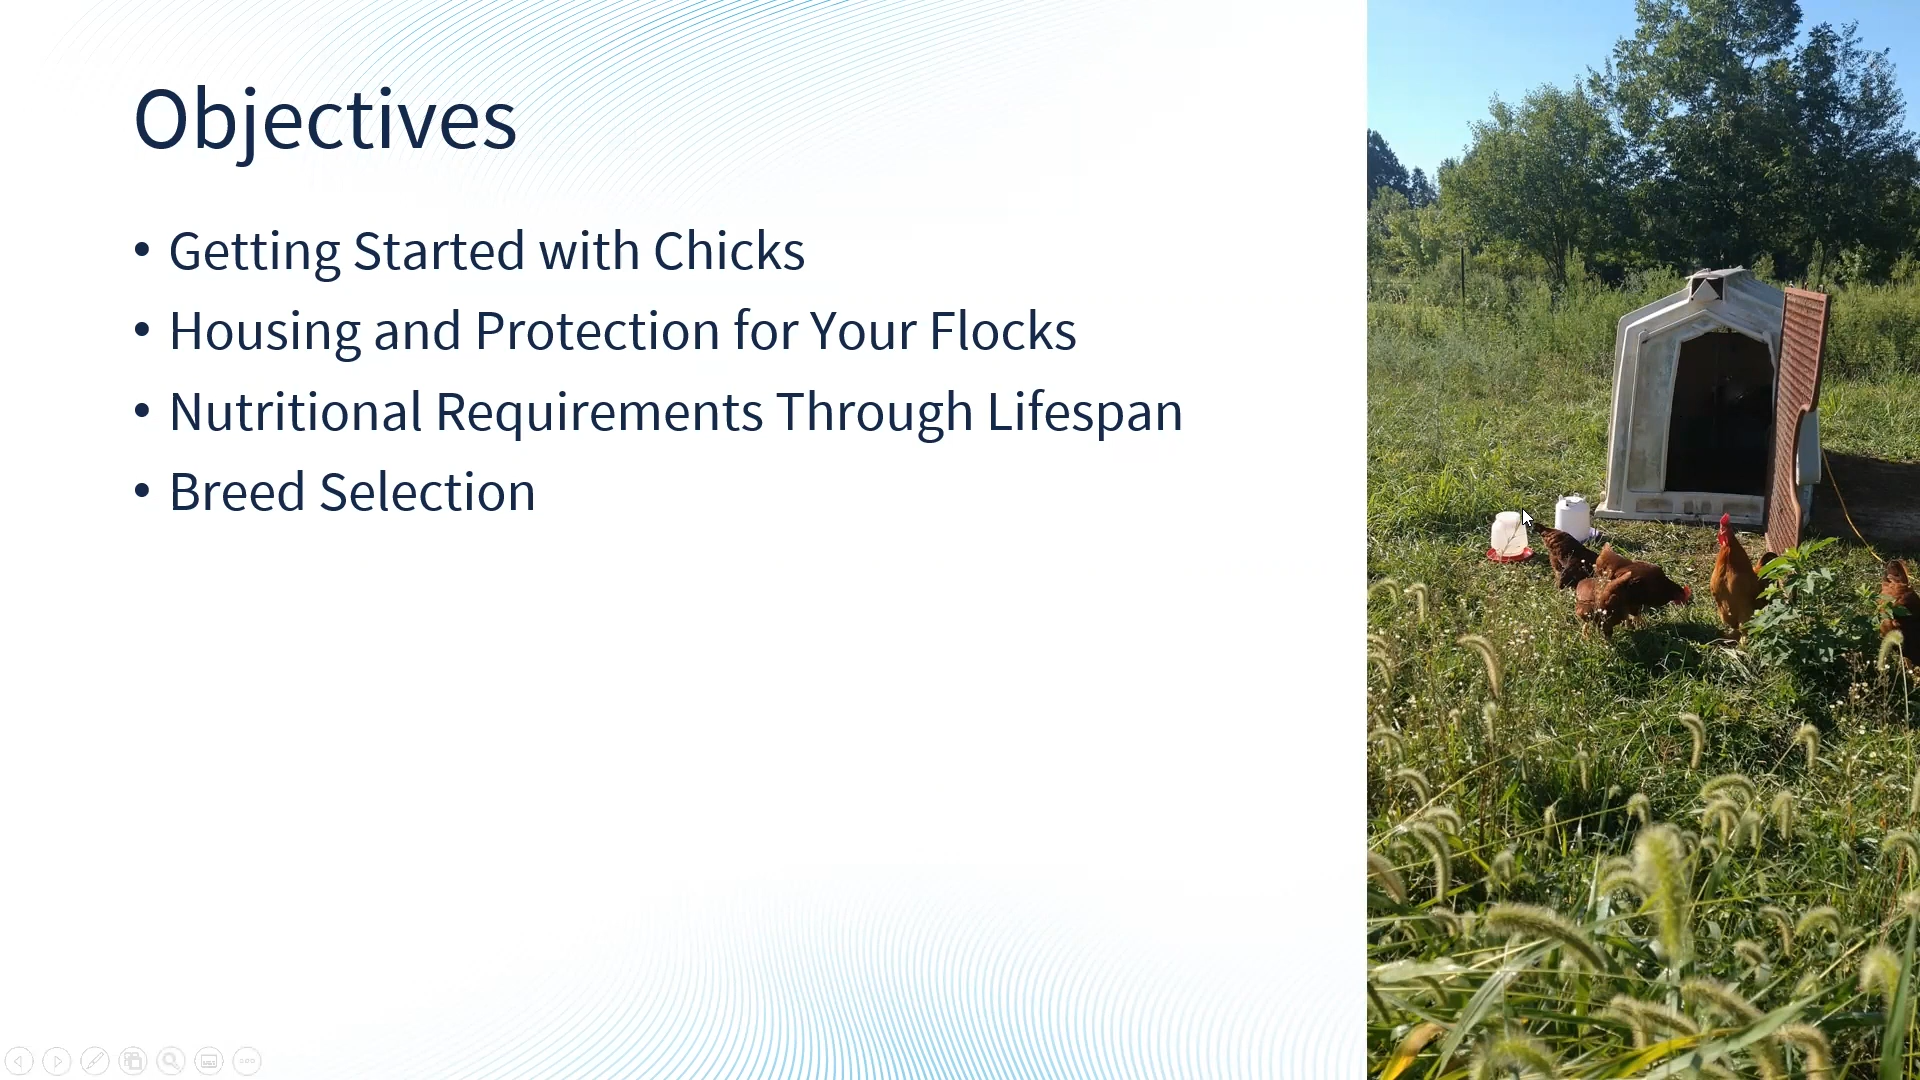 Objectives
• Getting Started with Chicks
• Housing and Protection for Your Flocks
• Nutritional Requirements Through Lifespan
• Breed Selection